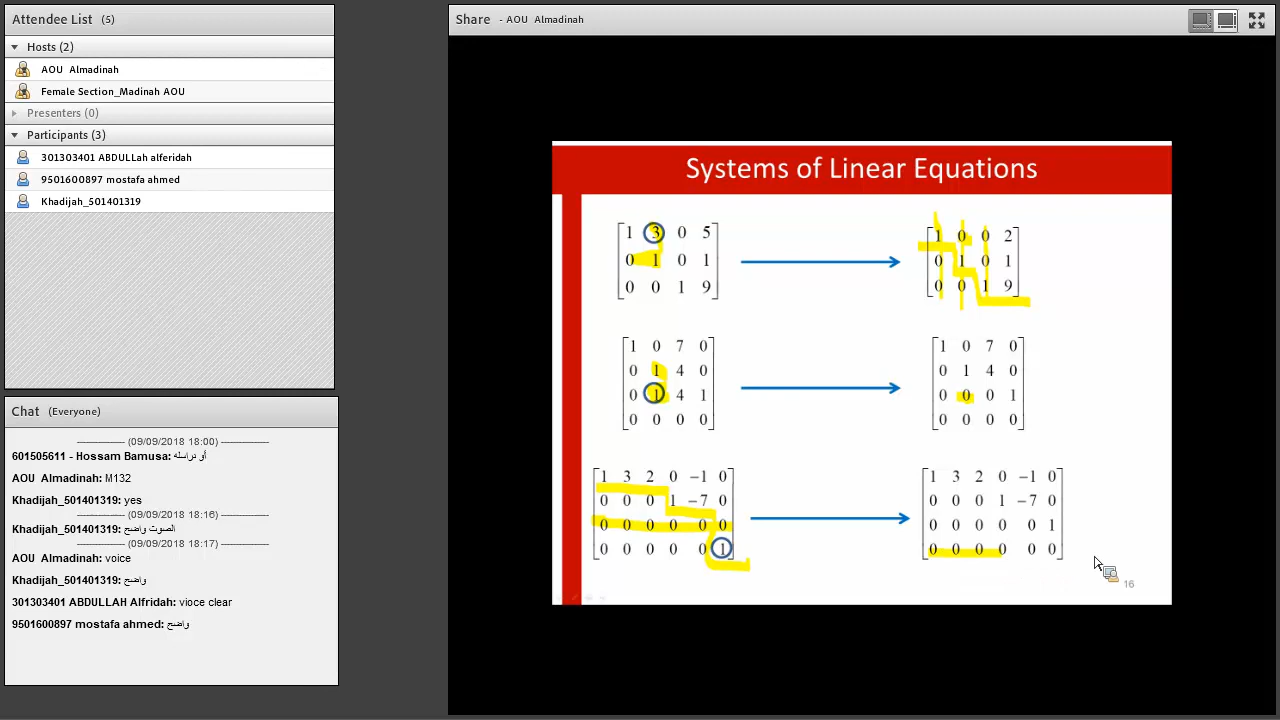 Attendee List (5)
Hosts (2)
AOU Almadinah
Female Section_Madinah AOU
Presenters (0)
Participants (3)
301303401 ABDULLah alferidah
9501600897 mostafa ahmed
Khadijah_501401319
Chat (Everyone)
-------------- (09/09/2018 18:00) --------------
601505611 - Hossam Bamusa: أو نراسله
AOU Almadinah: M132
Khadijah_501401319: yes
-------------- (09/09/2018 18:16) --------------
Khadijah_501401319: الصوت واضح
-------------- (09/09/2018 18:17) --------------
AOU Almadinah: voice
Khadijah_501401319: واضح
301303401 ABDULLAH Alfridah: vioce clear
9501600897 mostafa ahmed: واضح
Share - AOU Almadinah
Systems of Linear Equations
1 3 0 5
0 1 0 1
0 0 1 9
1 0 0 2
0 1 0 1
0 0 1 9
1 0 7 0
0 1 4 0
0 1 4 1
0 0 0 0
1 0 7 0
0 1 4 0
0 0 0 1
0 0 0 0
1 3 2 0 −1 0
0 0 0 1 −7 0
0 0 0 0 0 0
0 0 0 0 0 1
1 3 2 0 −1 0
0 0 0 1 −7 0
0 0 0 0 0 1
0 0 0 0 0 0
16